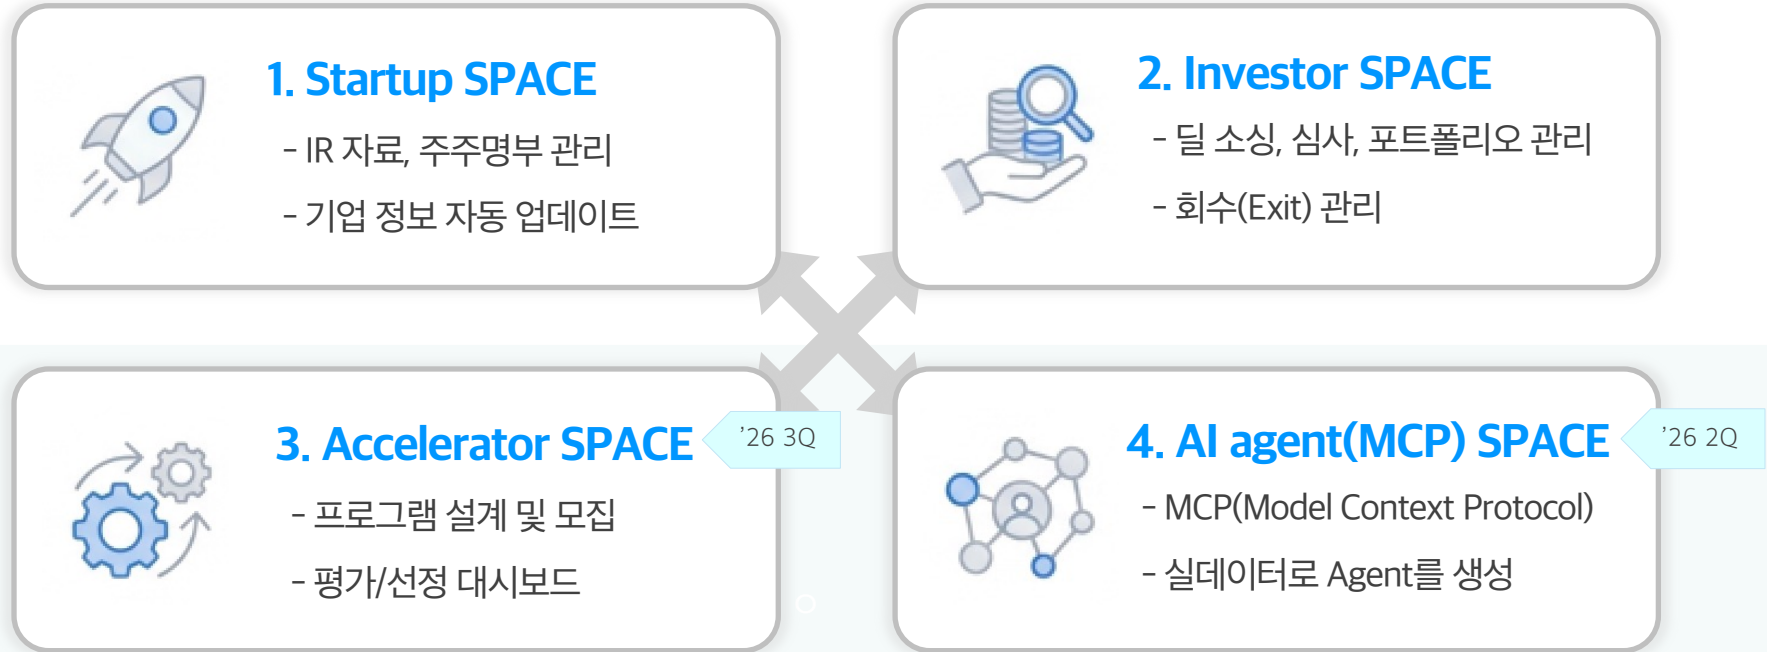 1. Startup SPACE
- IR 자료, 주주명부 관리
- 기업 정보 자동 업데이트
2. Investor SPACE
- 딜 소싱, 심사, 포트폴리오 관리
- 회수(Exit) 관리
3. Accelerator SPACE
'26 3Q
- 프로그램 설계 및 모집
- 평가/선정 대시보드
4. AI agent(MCP) SPACE
'26 2Q
- MCP(Model Context Protocol)
- 실데이터로 Agent를 생성